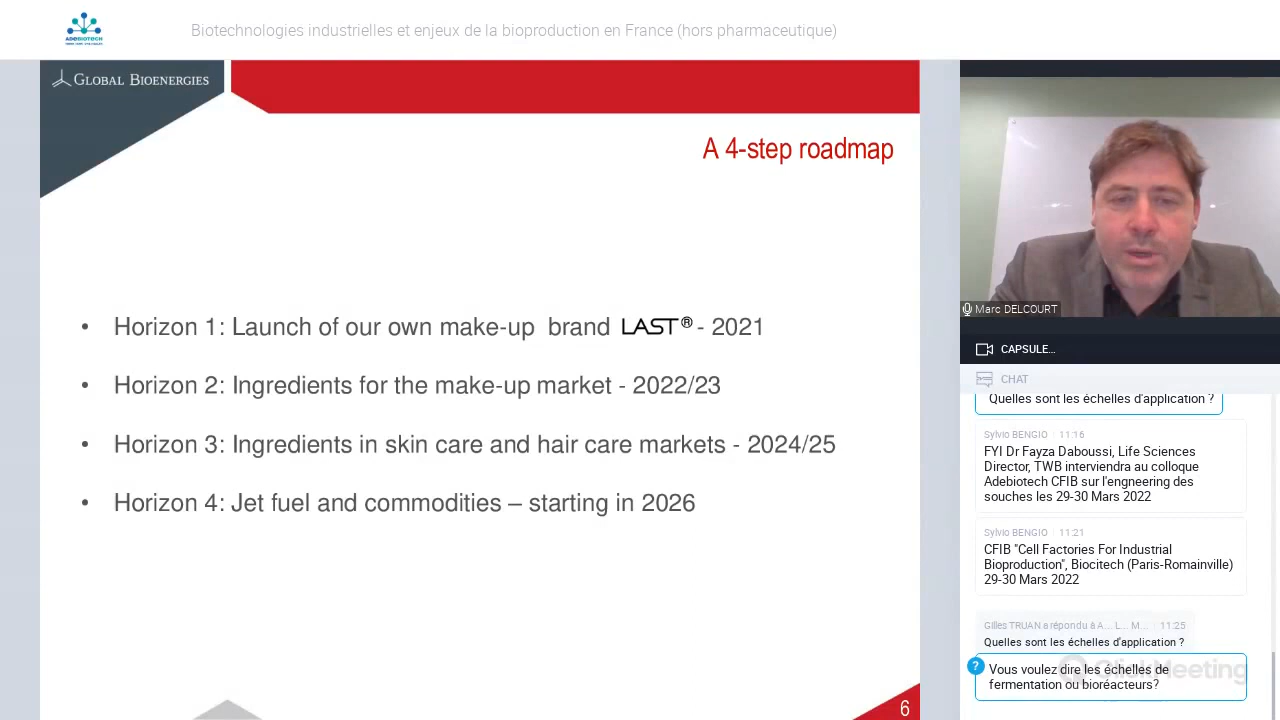 ADEBIOTECH
Biotechnologies industrielles et enjeux de la bioproduction en France (hors pharmaceutique)
GLOBAL BIOENERGIES
A 4-step roadmap
• Horizon 1: Launch of our own make-up brand LAST® - 2021
• Horizon 2: Ingredients for the make-up market - 2022/23
• Horizon 3: Ingredients in skin care and hair care markets - 2024/25
• Horizon 4: Jet fuel and commodities – starting in 2026
6
Marc DELCOURT
CAPSULE...
CHAT
Quelles sont les échelles d'application ?
Sylvio BENGIO 11:16
FYI Dr Fayza Daboussi, Life Sciences
Director, TWB interviendra au colloque
Adebiotech CFIB sur l'engneering des
souches les 29-30 Mars 2022
Sylvio BENGIO 11:21
CFIB "Cell Factories For Industrial
Bioproduction", Biocitech (Paris-Romainville)
29-30 Mars 2022
Gilles TRUAN a répondu à A... L... M... 11:25
Quelles sont les échelles d'application ?
?
Vous voulez dire les échelles de
fermentation ou bioréacteurs?
ClickMeeting